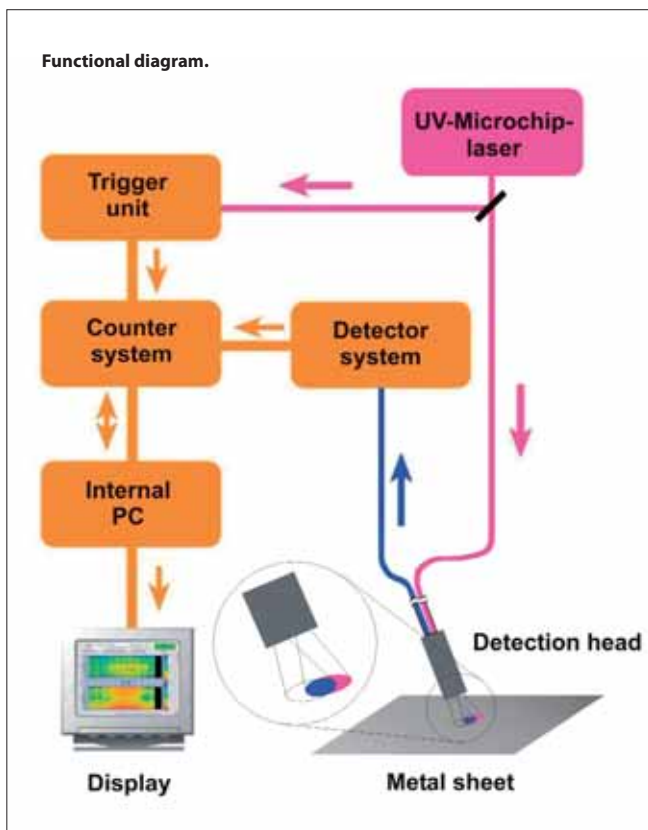 Functional diagram.
UV-Microchip-
laser
Trigger
unit
Counter
system
Detector
system
Internal
PC
Detection head
Display
Metal sheet